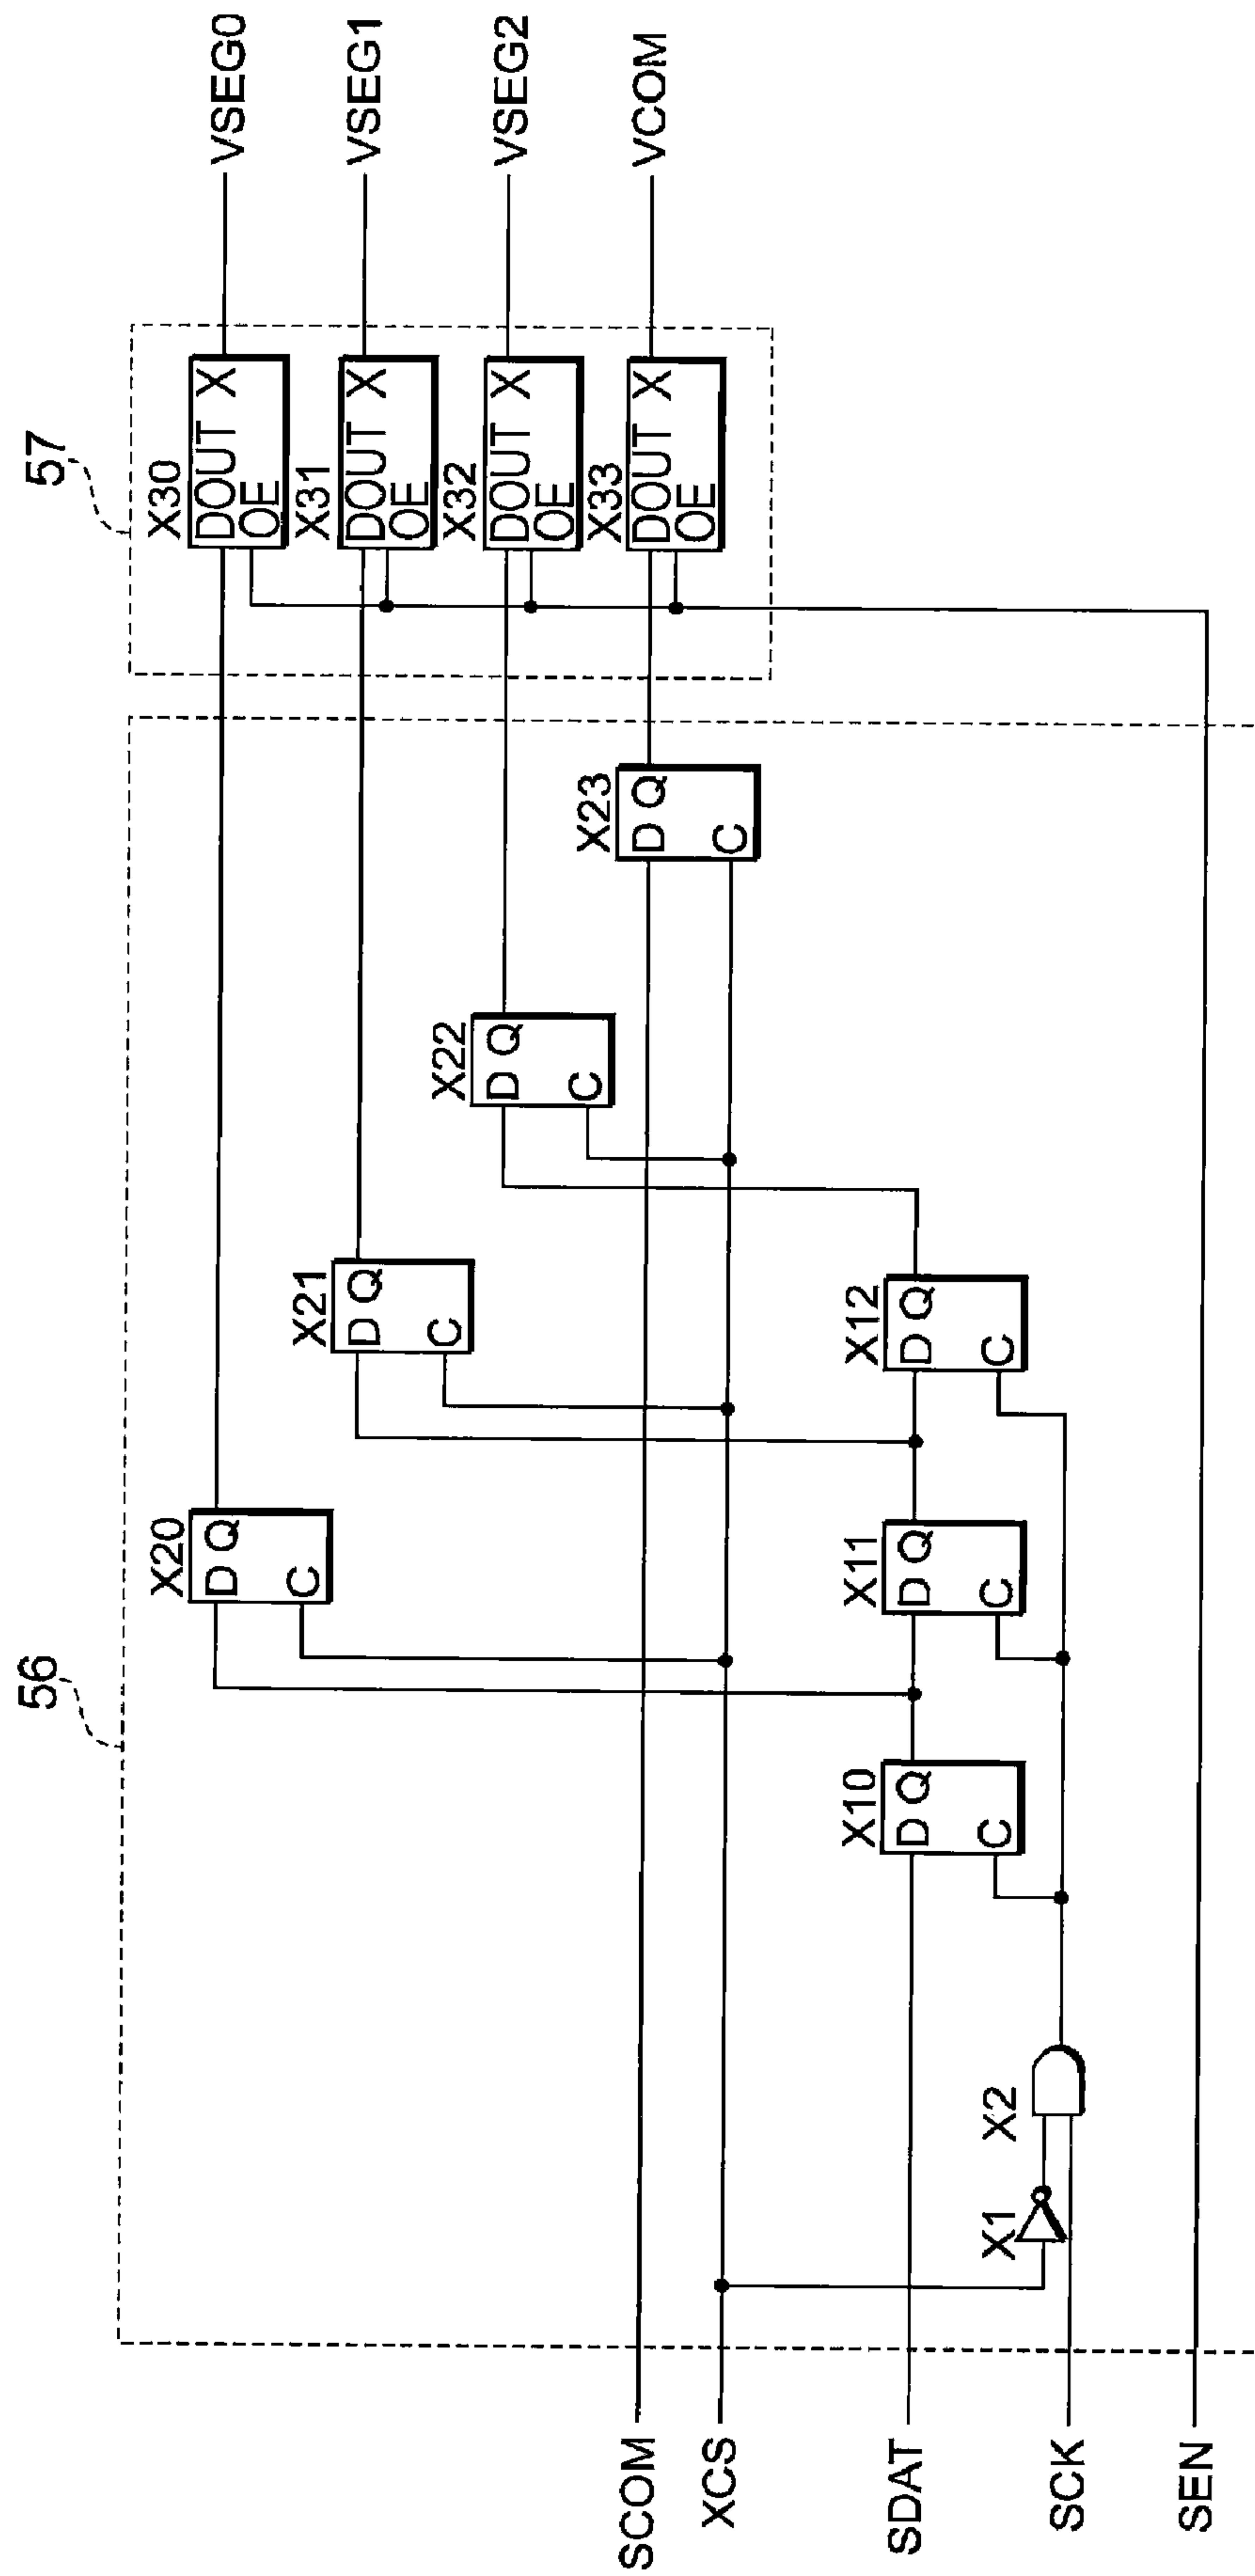 57
X30
DOUT X
OE
VSEG0
X31
DOUT X
OE
VSEG1
X32
DOUT X
OE
VSEG2
X33
DOUT X
OE
VCOM
56
X20
D Q
C
X21
D Q
C
X22
D Q
C
X23
D Q
C
X10
D Q
C
X11
D Q
C
X12
D Q
C
X1
X2
SCOM
XCS
SDAT
SCK
SEN